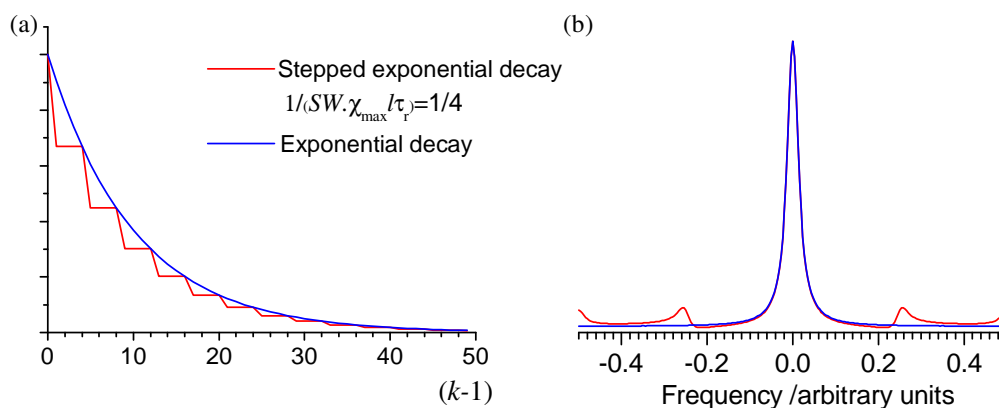 (a)
Stepped exponential decay
1/(SW.χmax/τr)=1/4
Exponential decay
0 10 20 30 40 50
(k-1)
(b)
-0.4 -0.2 0.0 0.2 0.4
Frequency /arbitrary units